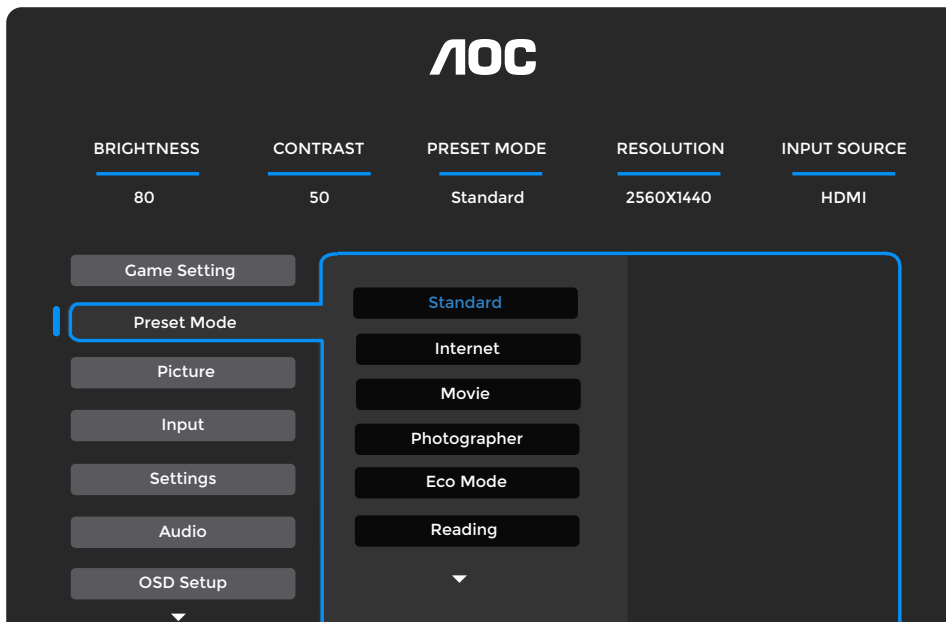 AOC
BRIGHTNESS CONTRAST PRESET MODE RESOLUTION INPUT SOURCE
80 50 Standard 2560X1440 HDMI
Game Setting
Preset Mode
Picture
Input
Settings
Audio
OSD Setup
Standard
Internet
Movie
Photographer
Eco Mode
Reading